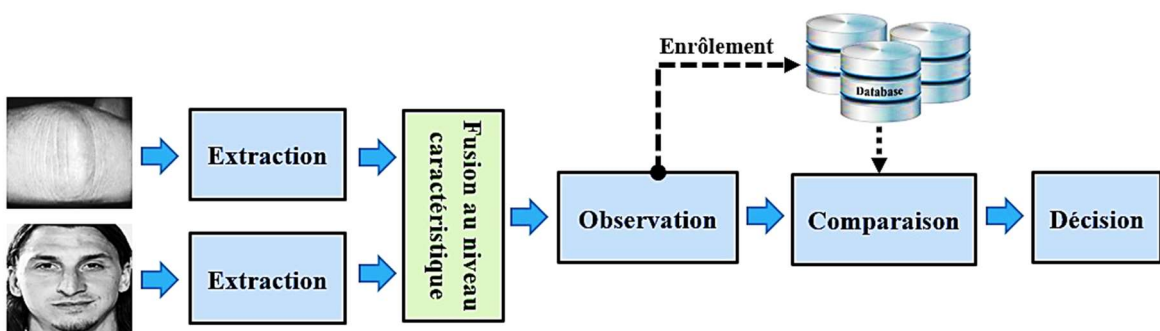 Enrôlement
Database
Extraction
Fusion au niveau
caractéristique
Observation
Comparaison
Décision
Extraction